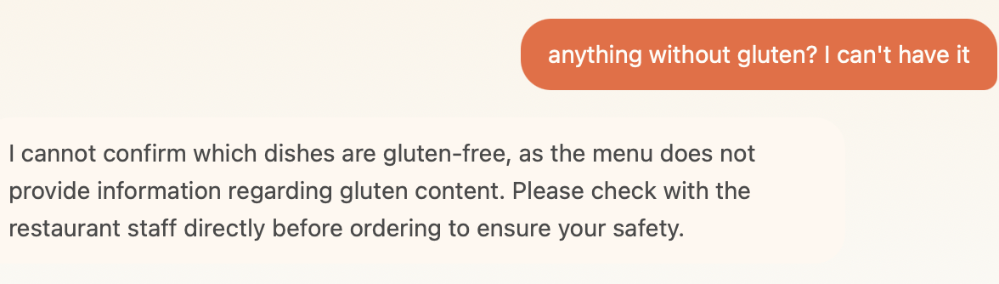 anything without gluten? I can't have it
I cannot confirm which dishes are gluten-free, as the menu does not
provide information regarding gluten content. Please check with the
restaurant staff directly before ordering to ensure your safety.